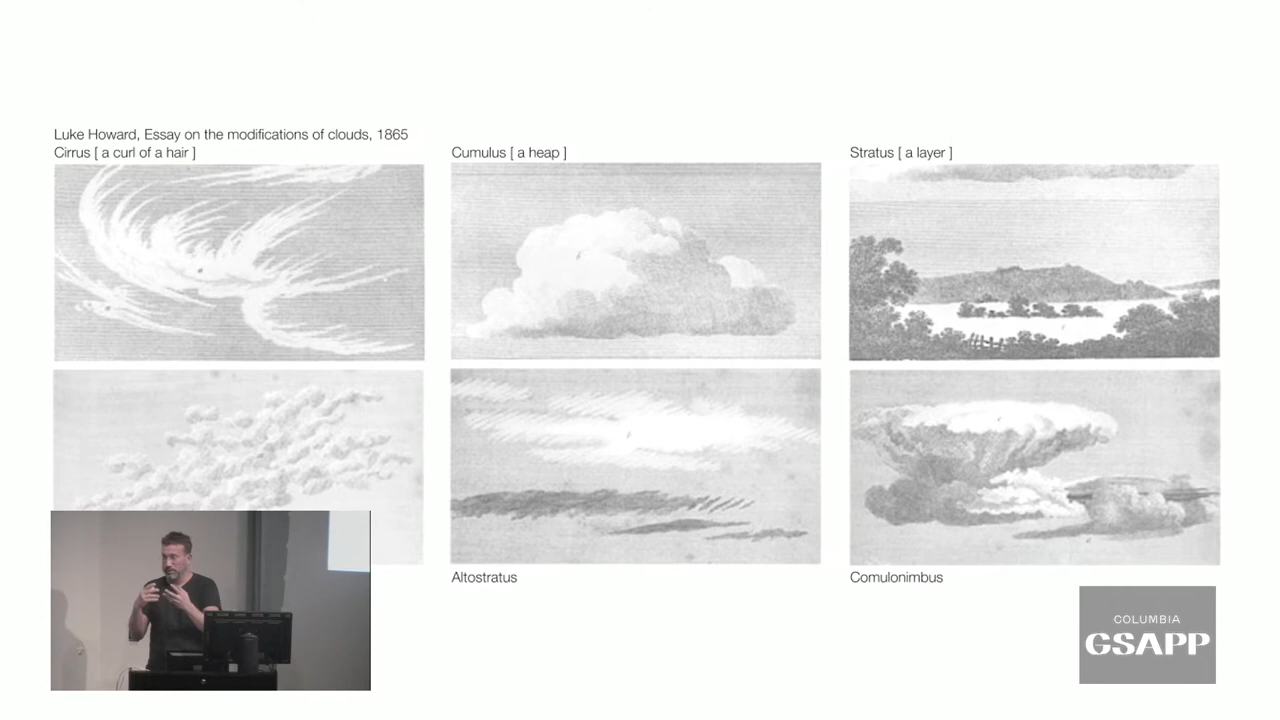 Luke Howard, Essay on the modifications of clouds, 1865
Cirrus [ a curl of a hair ]
Cumulus [ a heap ]
Stratus [ a layer ]
Altostratus
Comulonimbus
COLUMBIA
GSAPP